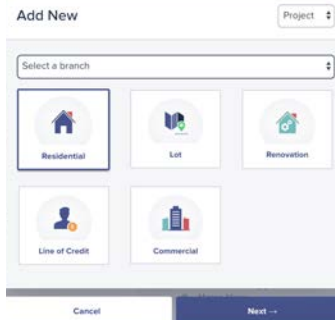 Add New Project
Select a branch
Residential Lot Renovation
Line of Credit Commercial
Cancel Next →